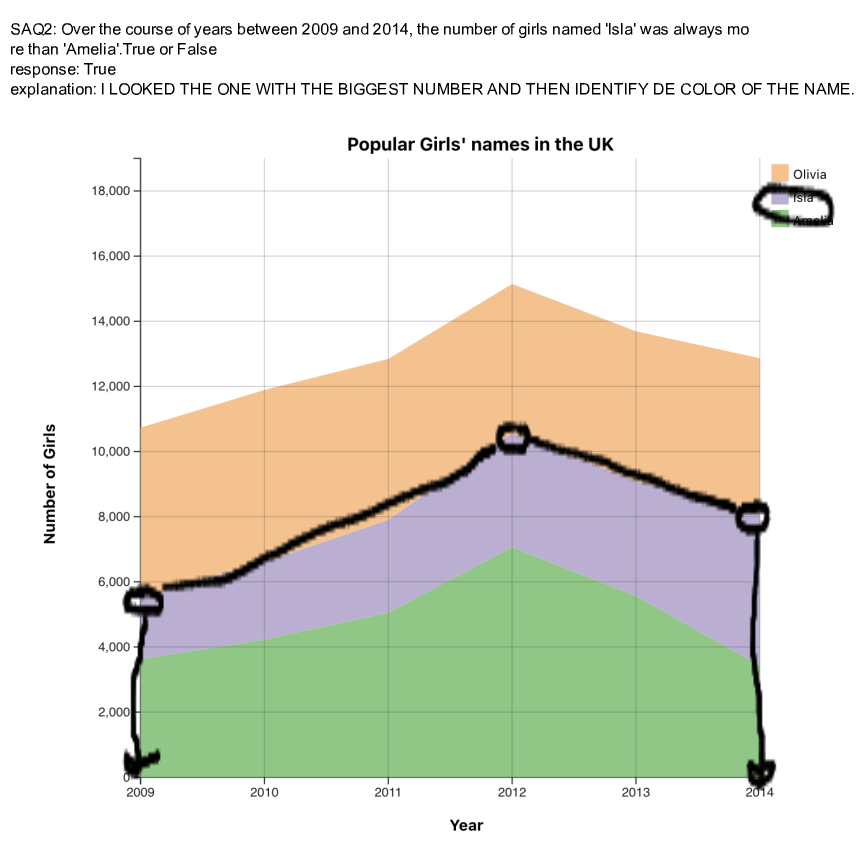 SAQ2: Over the course of years between 2009 and 2014, the number of girls named 'Isla' was always mo
re than 'Amelia'.True or False
response: True
explanation: I LOOKED THE ONE WITH THE BIGGEST NUMBER AND THEN IDENTIFY DE COLOR OF THE NAME.
Popular Girls' names in the UK
Olivia
Isla
Amelia
18,000
16,000
14,000
12,000
10,000
8,000
6,000
4,000
2,000
0
Number of Girls
2009 2010 2011 2012 2013 2014
Year